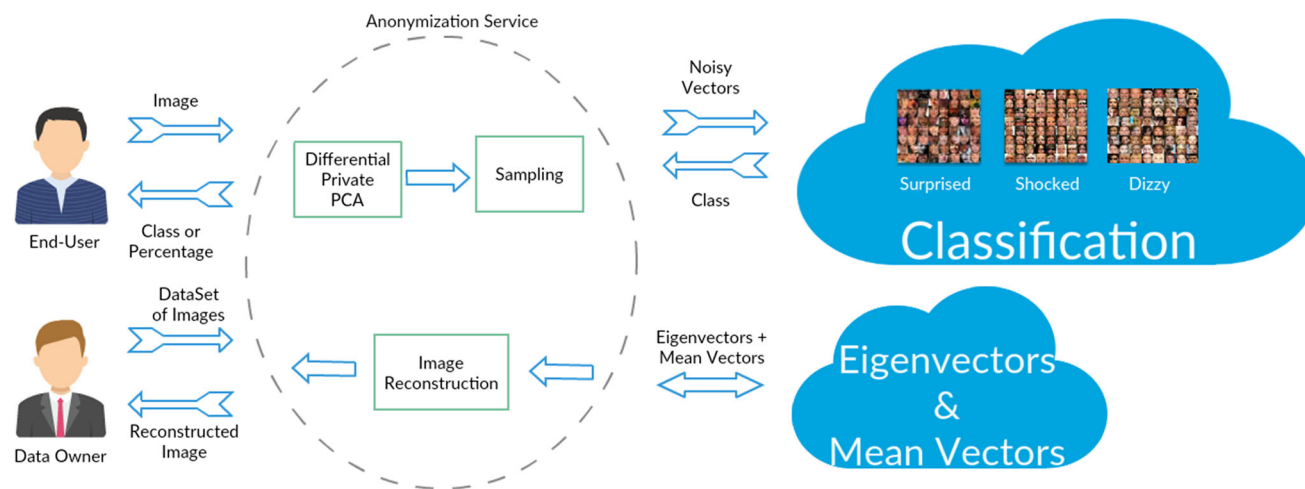 Anonymization Service
Image
Class or
Percentage
End-User
DataSet
of Images
Reconstructed
Image
Data Owner
Differential
Private
PCA
Sampling
Image
Reconstruction
Noisy
Vectors
Class
Eigenvectors +
Mean Vectors
Surprised
Shocked
Dizzy
Classification
Eigenvectors
&
Mean Vectors